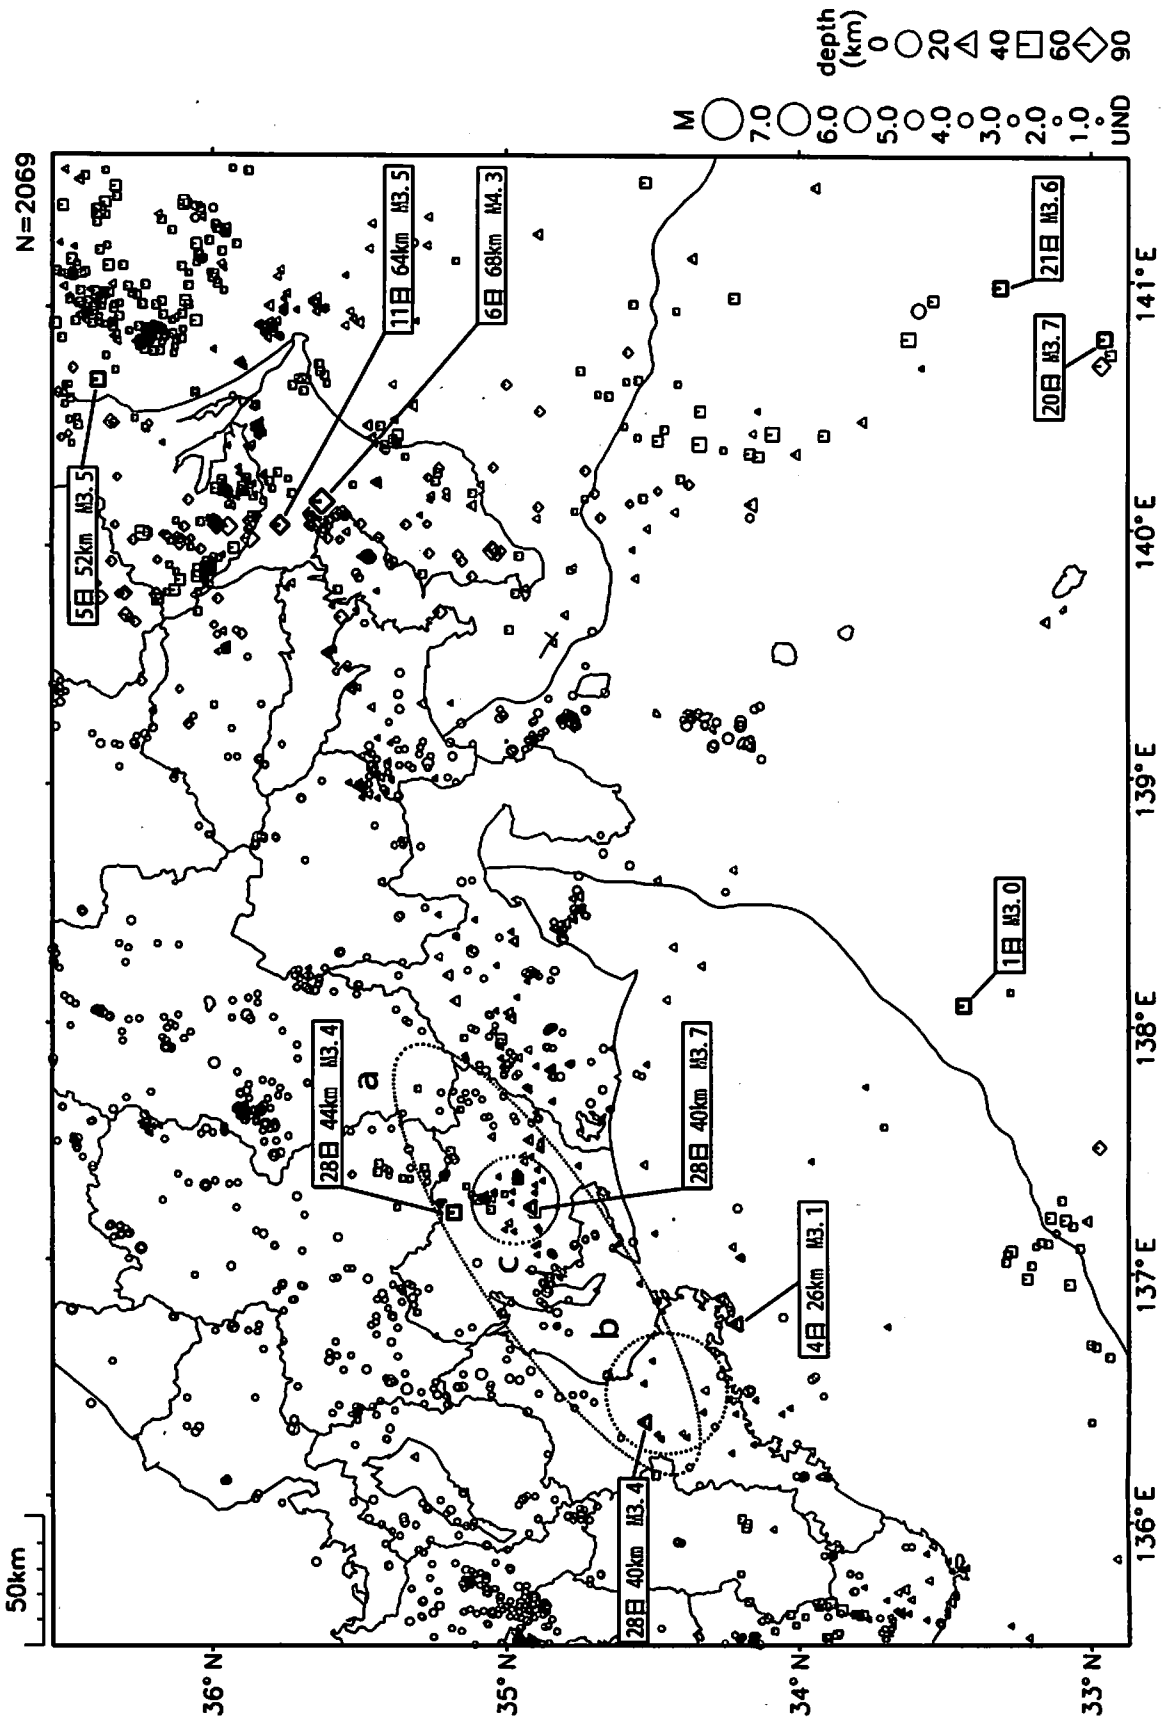 50km
N=2069
36°N
35°N
34°N
33°N
136°E
137°E
138°E
139°E
140°E
141°E
5日 52km M3.5
11日 64km M3.5
6日 68km M4.3
28日 44km M3.4
28日 40km M3.7
28日 40km M3.4
4日 26km M3.1
1日 M3.0
20日 M3.7
21日 M3.6
a
b
c
M
7.0
6.0
5.0
4.0
3.0
2.0
1.0
UND
depth
(km)
0
20
40
60
90